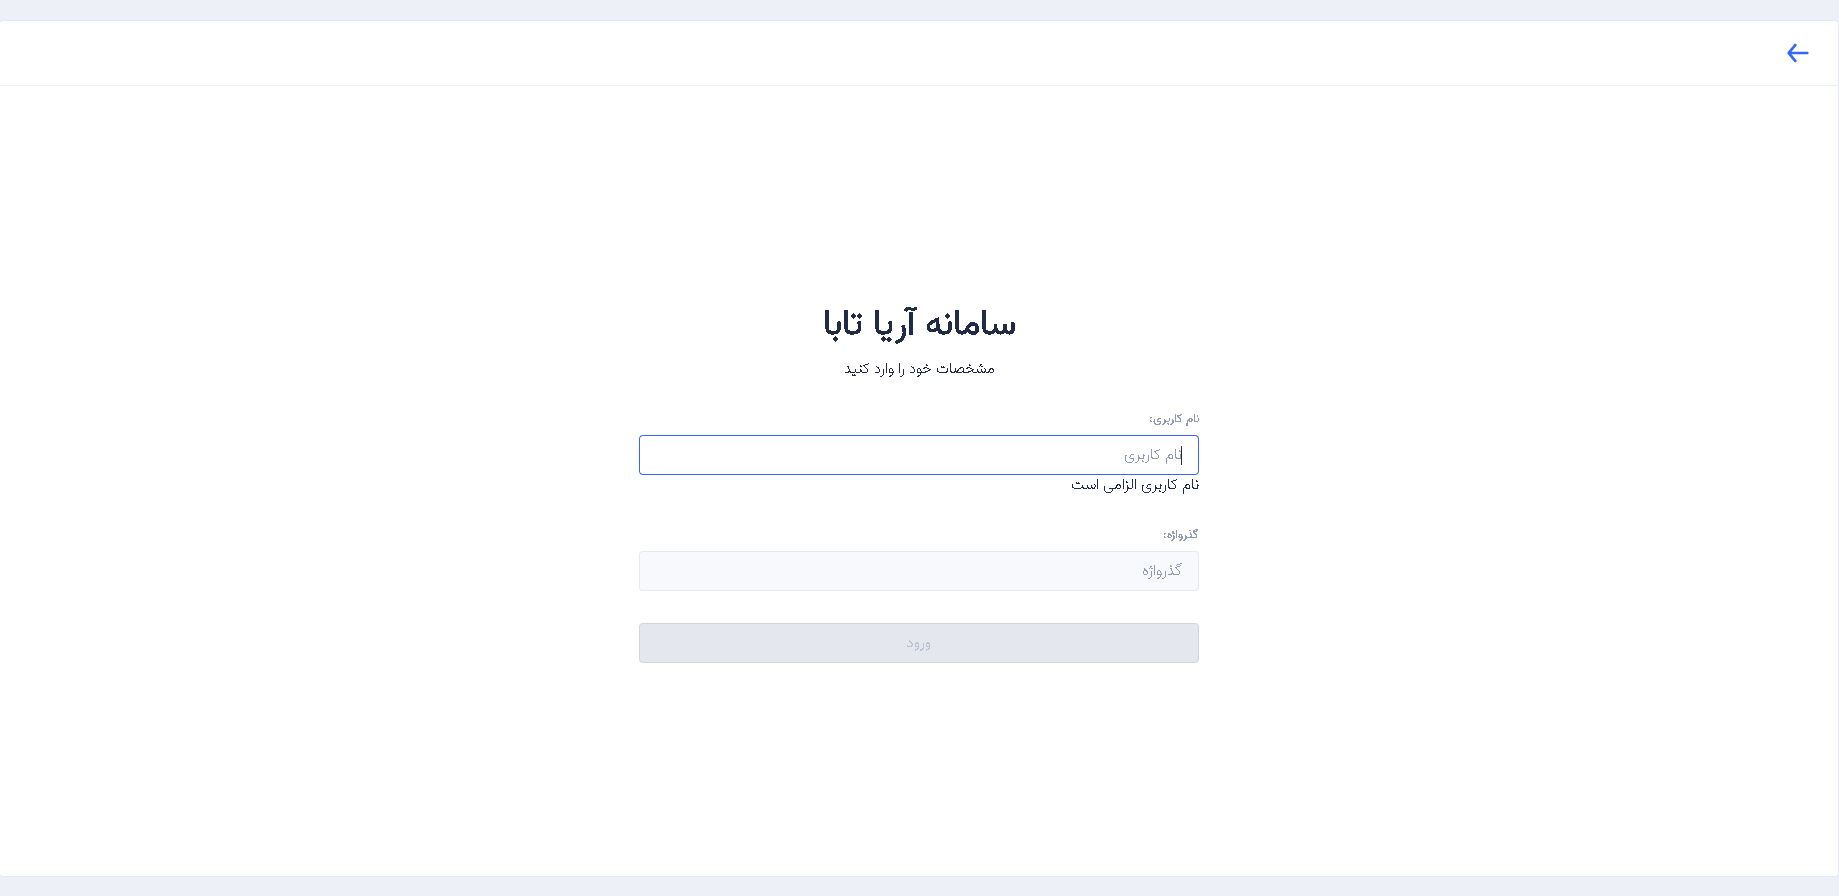 سامانه آریا تابا
مشخصات خود را وارد کنید
نام کاربری:
نام کاربری
نام کاربری الزامی است
گذرواژه:
گذرواژه
ورود